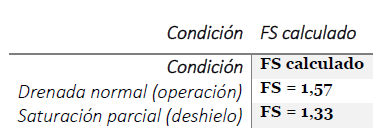 Condición FS calculado
Condición FS calculado
Drenada normal (operación) FS = 1,57
Saturación parcial (deshielo) FS = 1,33